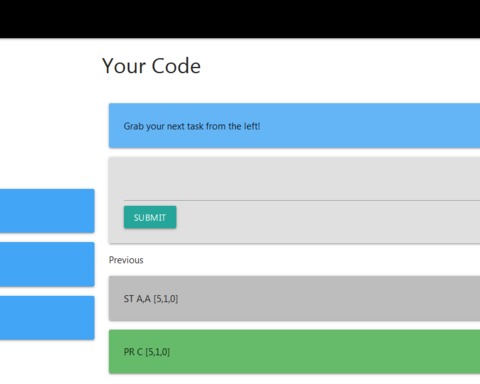 Your Code
Grab your next task from the left!
SUBMIT
Previous
ST A,A [5,1,0]
PR C [5,1,0]